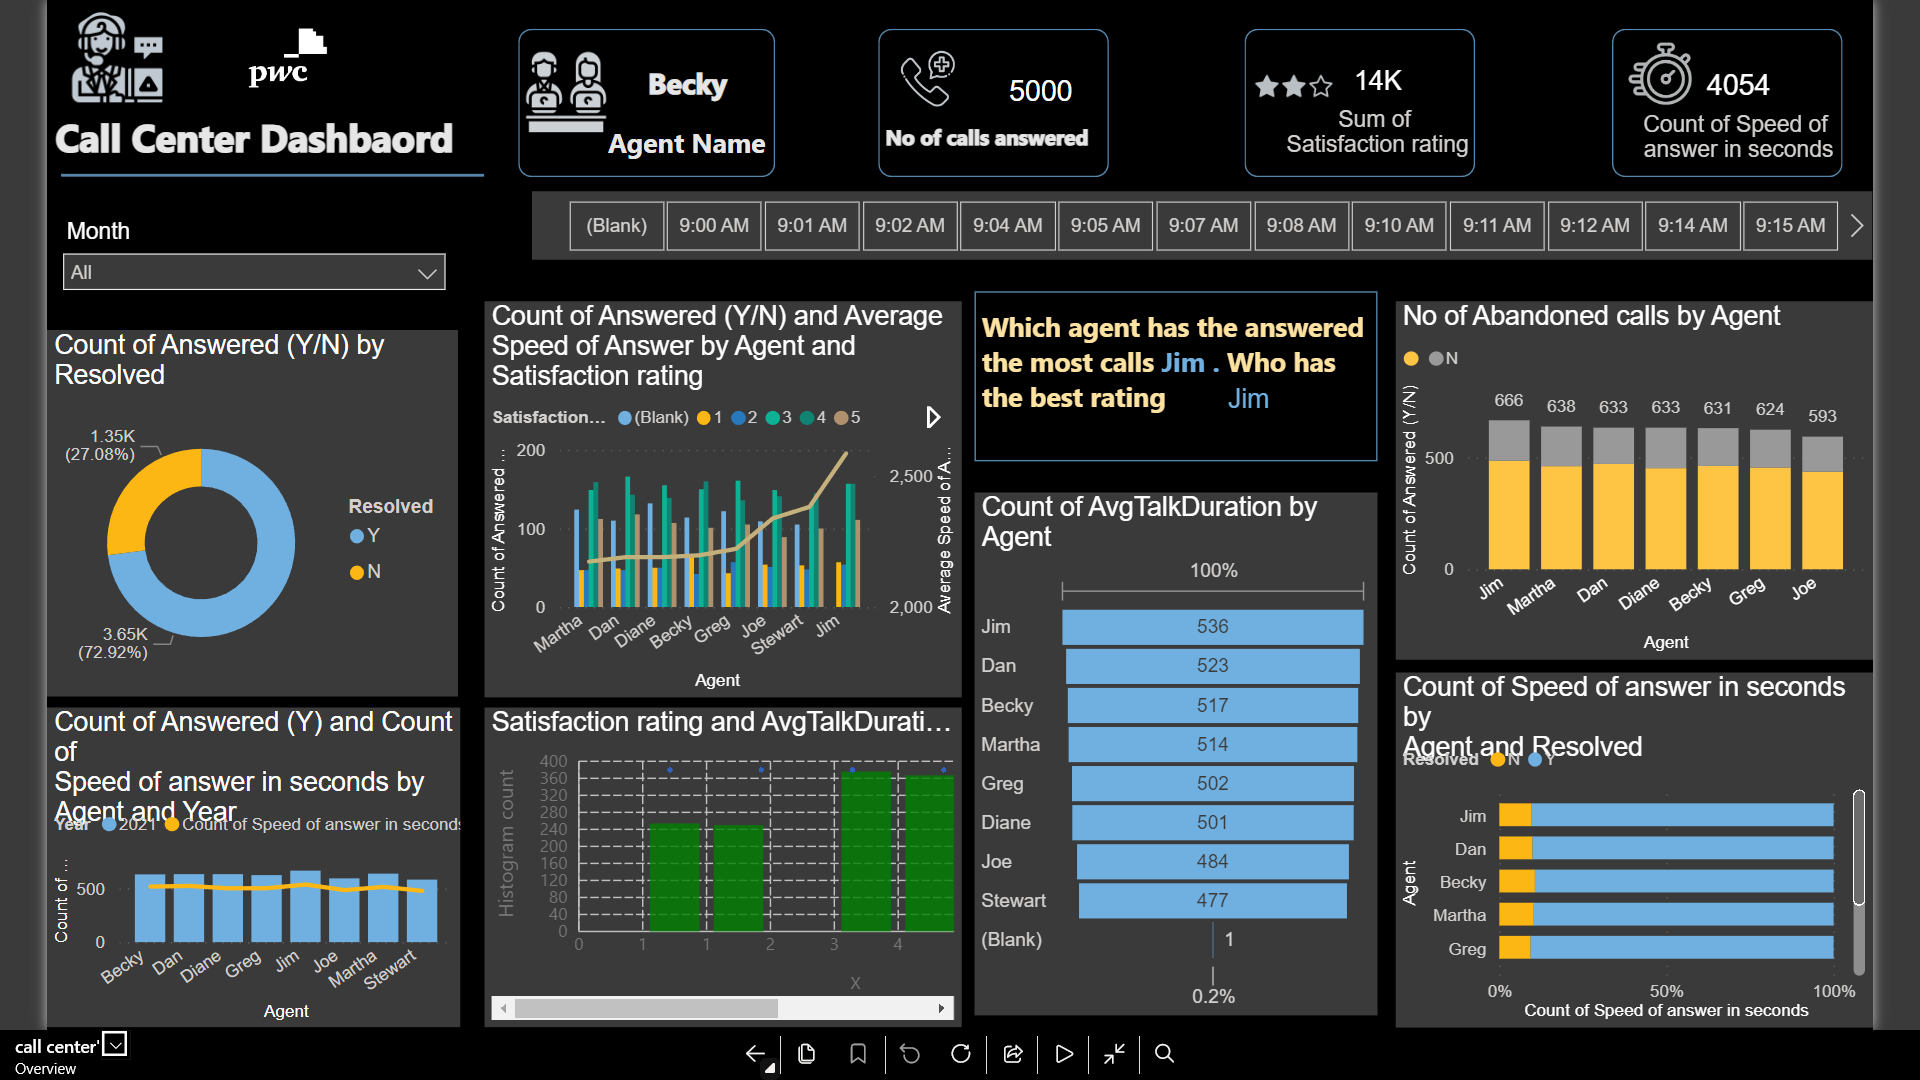 pwc
Call Center Dashbaord
Becky
Agent Name
5000
No of calls answered
14K
Sum of
Satisfaction rating
4054
Count of Speed of
answer in seconds
(Blank) 9:00 AM 9:01 AM 9:02 AM 9:04 AM 9:05 AM 9:07 AM 9:08 AM 9:10 AM 9:11 AM 9:12 AM 9:14 AM 9:15 AM
Month
All
Count of Answered (Y/N) by
Resolved
1.35K
(27.08%)
3.65K
(72.92%)
Resolved
Y
N
Count of Answered (Y/N) and Average
Speed of Answer by Agent and
Satisfaction rating
Satisfaction... (Blank) 1 2 3 4 5
Count of Answered ...
200
100
0
2,500
2,000
Average Speed of A...
Martha Dan Diane Becky Greg Joe Stewart Jim
Agent
Which agent has the answered
the most calls Jim . Who has
the best rating Jim
No of Abandoned calls by Agent
N
Count of Answered (Y/N)
500
0
666 638 633 633 631 624 593
Jim Martha Dan Diane Becky Greg Joe
Agent
Count of AvgTalkDuration by
Agent
100%
Jim 536
Dan 523
Becky 517
Martha 514
Greg 502
Diane 501
Joe 484
Stewart 477
(Blank) 1
0.2%
Count of Answered (Y) and Count
of
Speed of answer in seconds by
Agent and Year
Year 2021 Count of Speed of answer in seconds
Count of ...
500
0
Becky Dan Diane Greg Jim Joe Martha Stewart
Agent
Satisfaction rating and AvgTalkDurati...
Histogram count
400
360
320
280
240
200
160
120
80
40
0
0 1 1 2 3 4
X
Count of Speed of answer in seconds
by
Agent and Resolved
Resolved N Y
Agent
Jim
Dan
Becky
Martha
Greg
0% 50% 100%
Count of Speed of answer in seconds
call center'
Overview